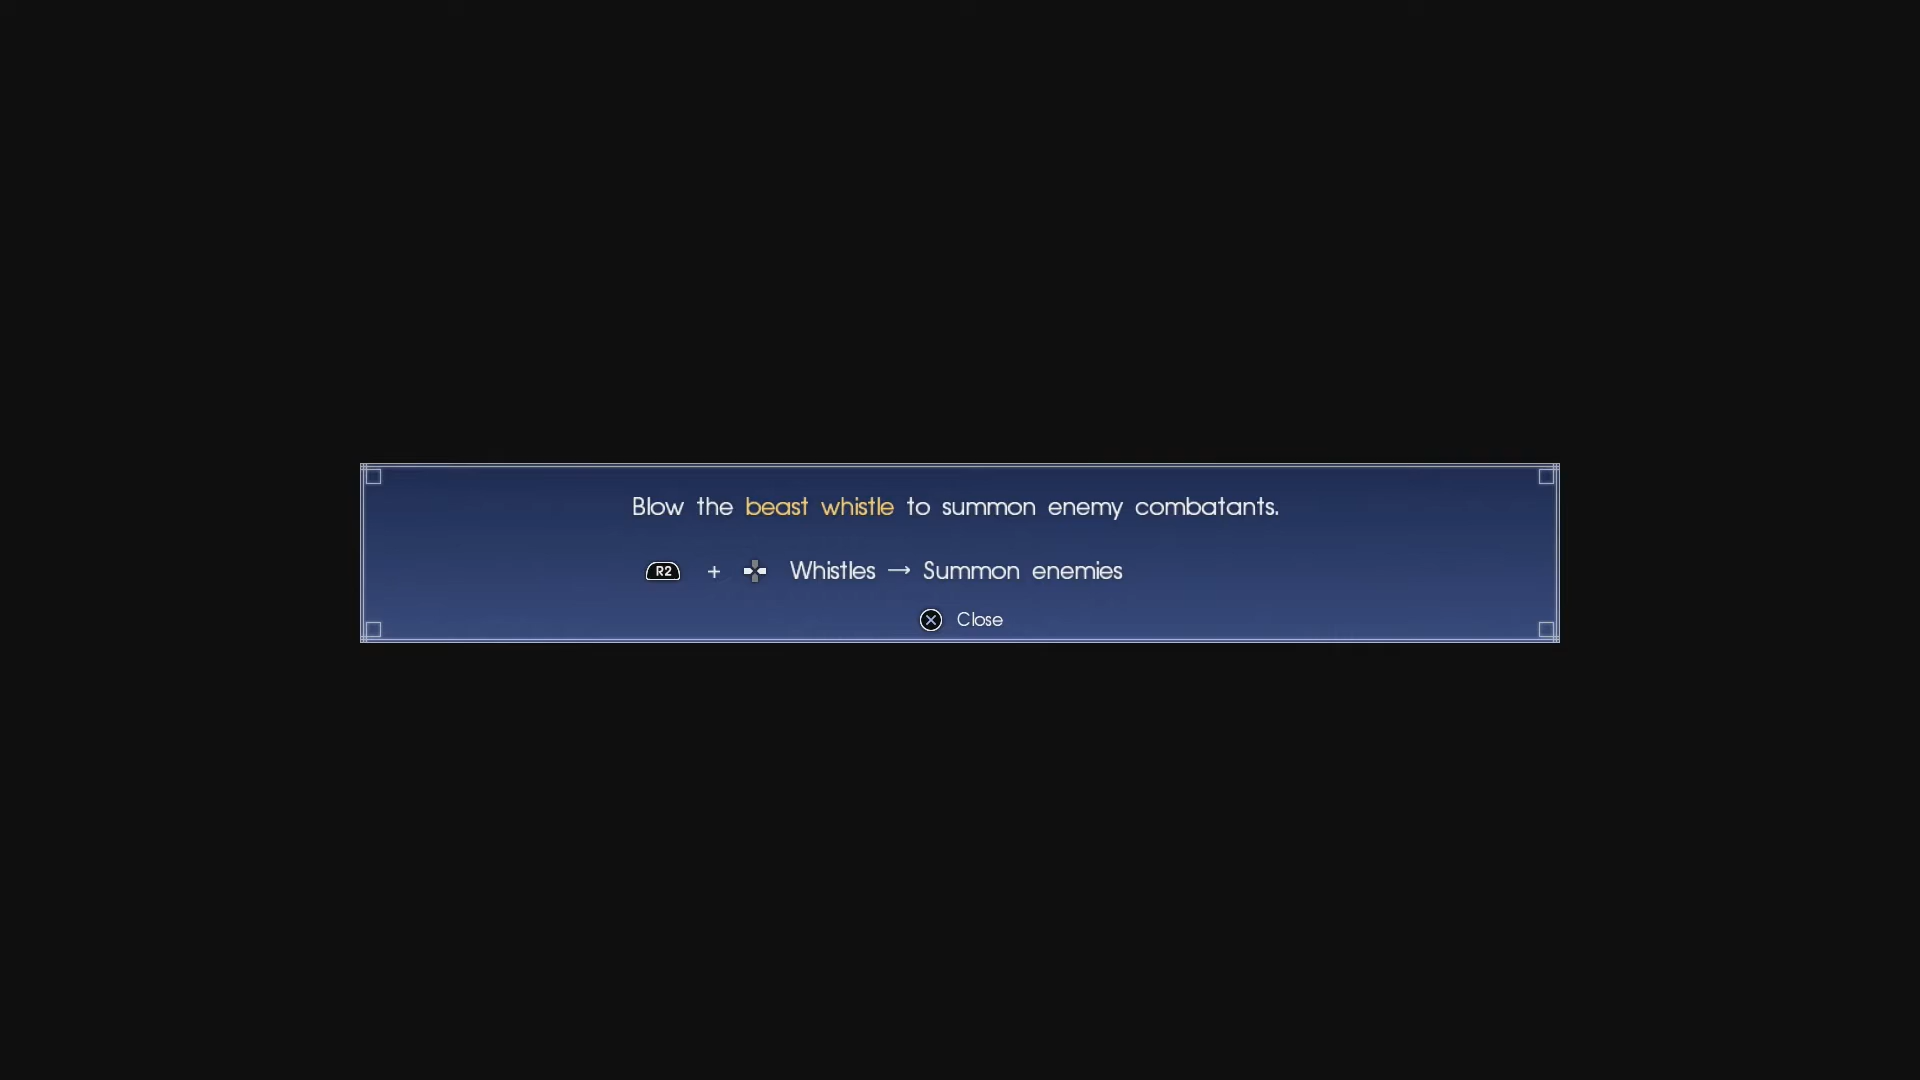 Blow the beast whistle to summon enemy combatants.
R2 + Whistles → Summon enemies
Close